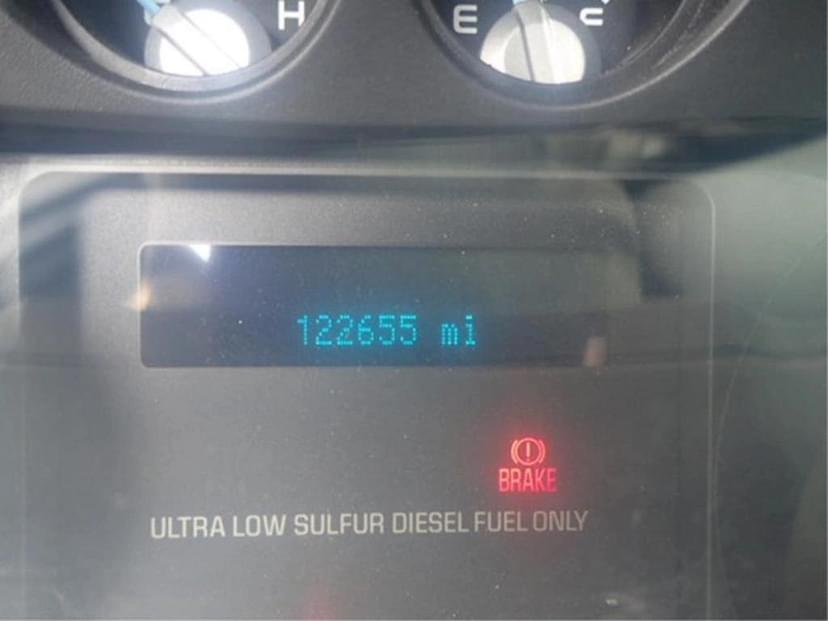 H E
122655 mi
BRAKE
ULTRA LOW SULFUR DIESEL FUEL ONLY